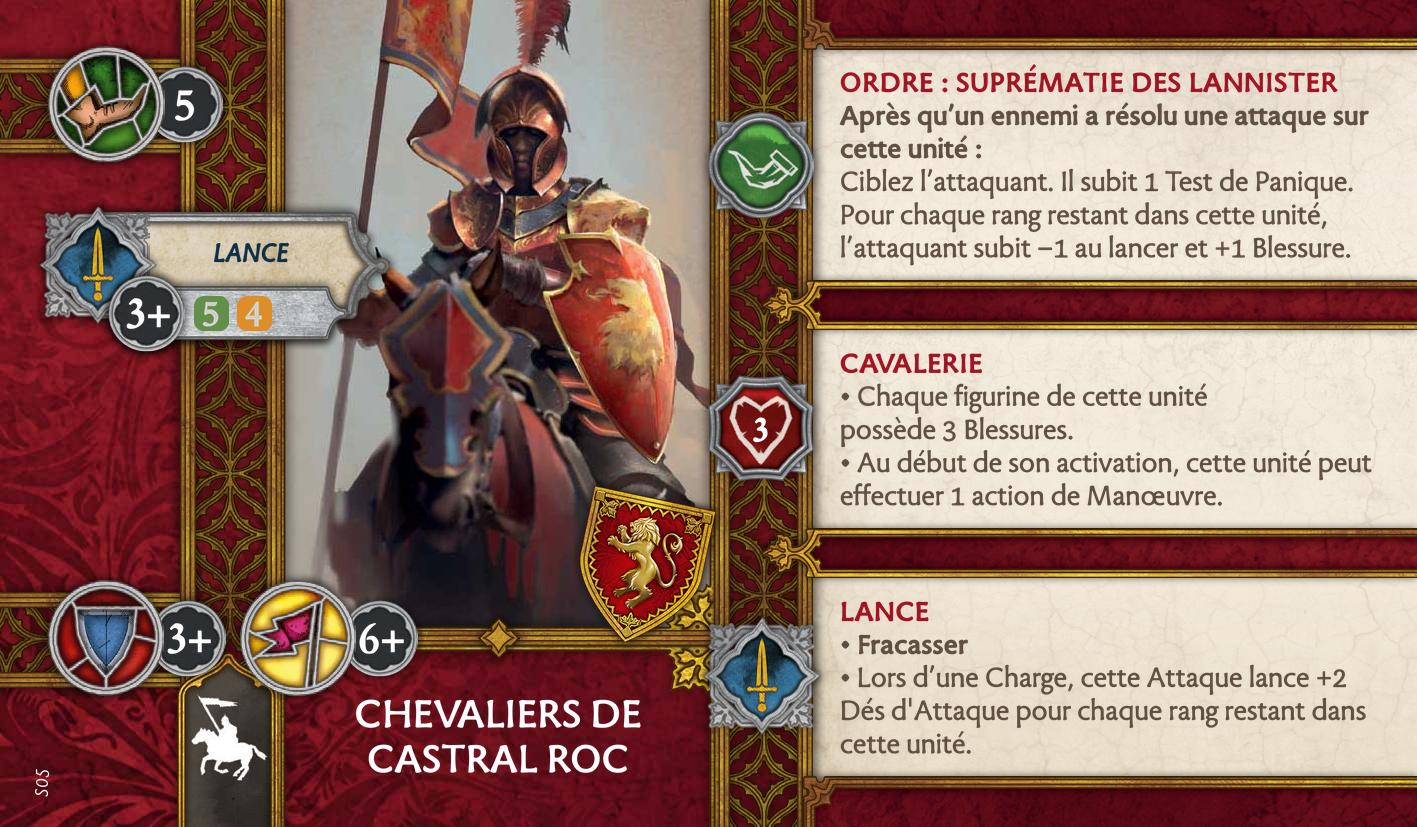 5
LANCE
3+
5 4
3+
6+
CHEVALIERS DE
CASTRAL ROC
S05
ORDRE : SUPRÉMATIE DES LANNISTER
Après qu’un ennemi a résolu une attaque sur
cette unité :
Ciblez l’attaquant. Il subit 1 Test de Panique.
Pour chaque rang restant dans cette unité,
l’attaquant subit –1 au lancer et +1 Blessure.
3
CAVALERIE
• Chaque figurine de cette unité
possède 3 Blessures.
• Au début de son activation, cette unité peut
effectuer 1 action de Manœuvre.
LANCE
• Fracasser
• Lors d’une Charge, cette Attaque lance +2
Dés d'Attaque pour chaque rang restant dans
cette unité.